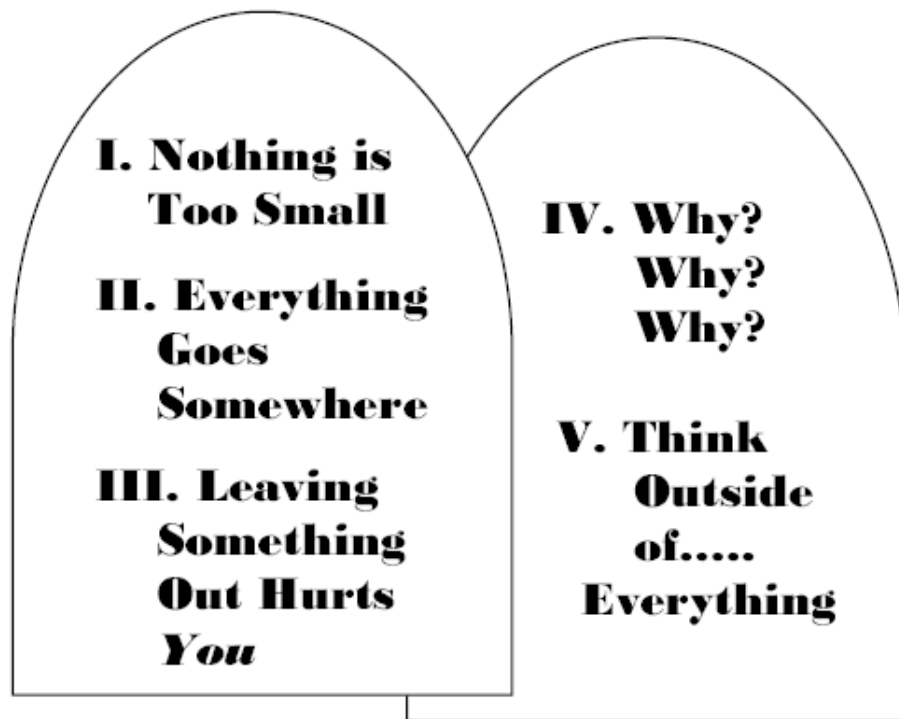 I. Nothing is
Too Small
II. Everything
Goes
Somewhere
III. Leaving
Something
Out Hurts
You
IV. Why?
Why?
Why?
V. Think
Outside
of.....
Everything